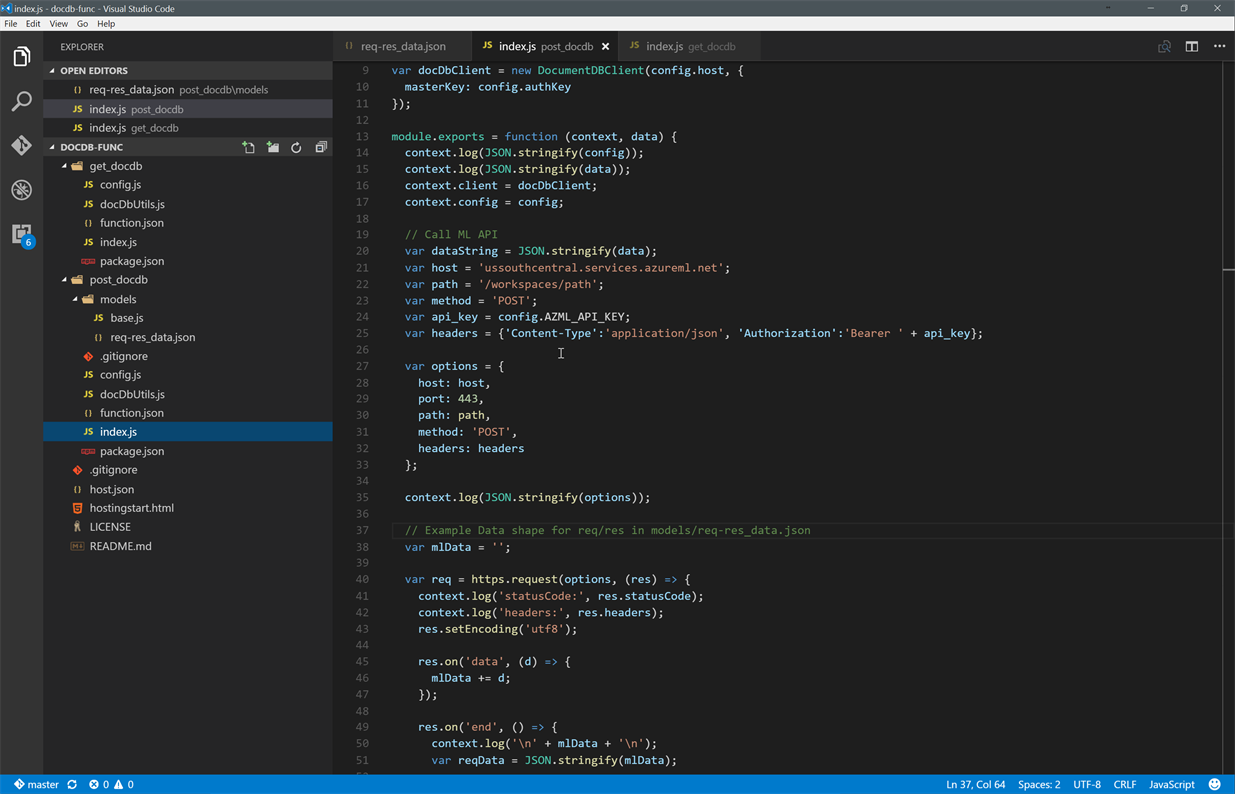 index.js - docdb-func - Visual Studio Code
File Edit View Go Help
EXPLORER
OPEN EDITORS
{} req-res_data.json post_docdb\models
JS index.js post_docdb
JS index.js get_docdb
DOCDB-FUNC
get_docdb
JS config.js
JS docDbUtils.js
{} function.json
JS index.js
npm package.json
post_docdb
models
JS base.js
{} req-res_data.json
.gitignore
JS config.js
JS docDbUtils.js
{} function.json
JS index.js
npm package.json
.gitignore
{} host.json
hostingstart.html
LICENSE
README.md
6
{} req-res_data.json
JS index.js post_docdb
JS index.js get_docdb
9 var docDbClient = new DocumentDBClient(config.host, {
10 masterKey: config.authKey
11 });
12
13 module.exports = function (context, data) {
14 context.log(JSON.stringify(config));
15 context.log(JSON.stringify(data));
16 context.client = docDbClient;
17 context.config = config;
18
19 // Call ML API
20 var dataString = JSON.stringify(data);
21 var host = 'ussouthcentral.services.azureml.net';
22 var path = '/workspaces/path';
23 var method = 'POST';
24 var api_key = config.AZML_API_KEY;
25 var headers = {'Content-Type':'application/json', 'Authorization':'Bearer ' + api_key};
26
27 var options = {
28 host: host,
29 port: 443,
30 path: path,
31 method: 'POST',
32 headers: headers
33 };
34
35 context.log(JSON.stringify(options));
36
37 // Example Data shape for req/res in models/req-res_data.json
38 var mlData = '';
39
40 var req = https.request(options, (res) => {
41 context.log('statusCode:', res.statusCode);
42 context.log('headers:', res.headers);
43 res.setEncoding('utf8');
44
45 res.on('data', (d) => {
46 mlData += d;
47 });
48
49 res.on('end', () => {
50 context.log('\n' + mlData + '\n');
51 var reqData = JSON.stringify(mlData);
master 0 0 Ln 37, Col 64 Spaces: 2 UTF-8 CRLF JavaScript